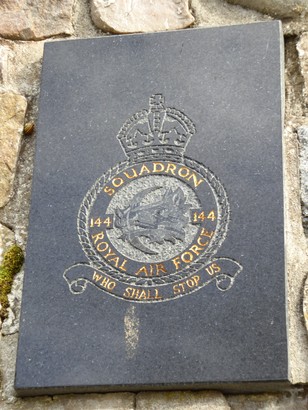 SQUADRON
144 144
ROYAL AIR FORCE
WHO SHALL STOP US